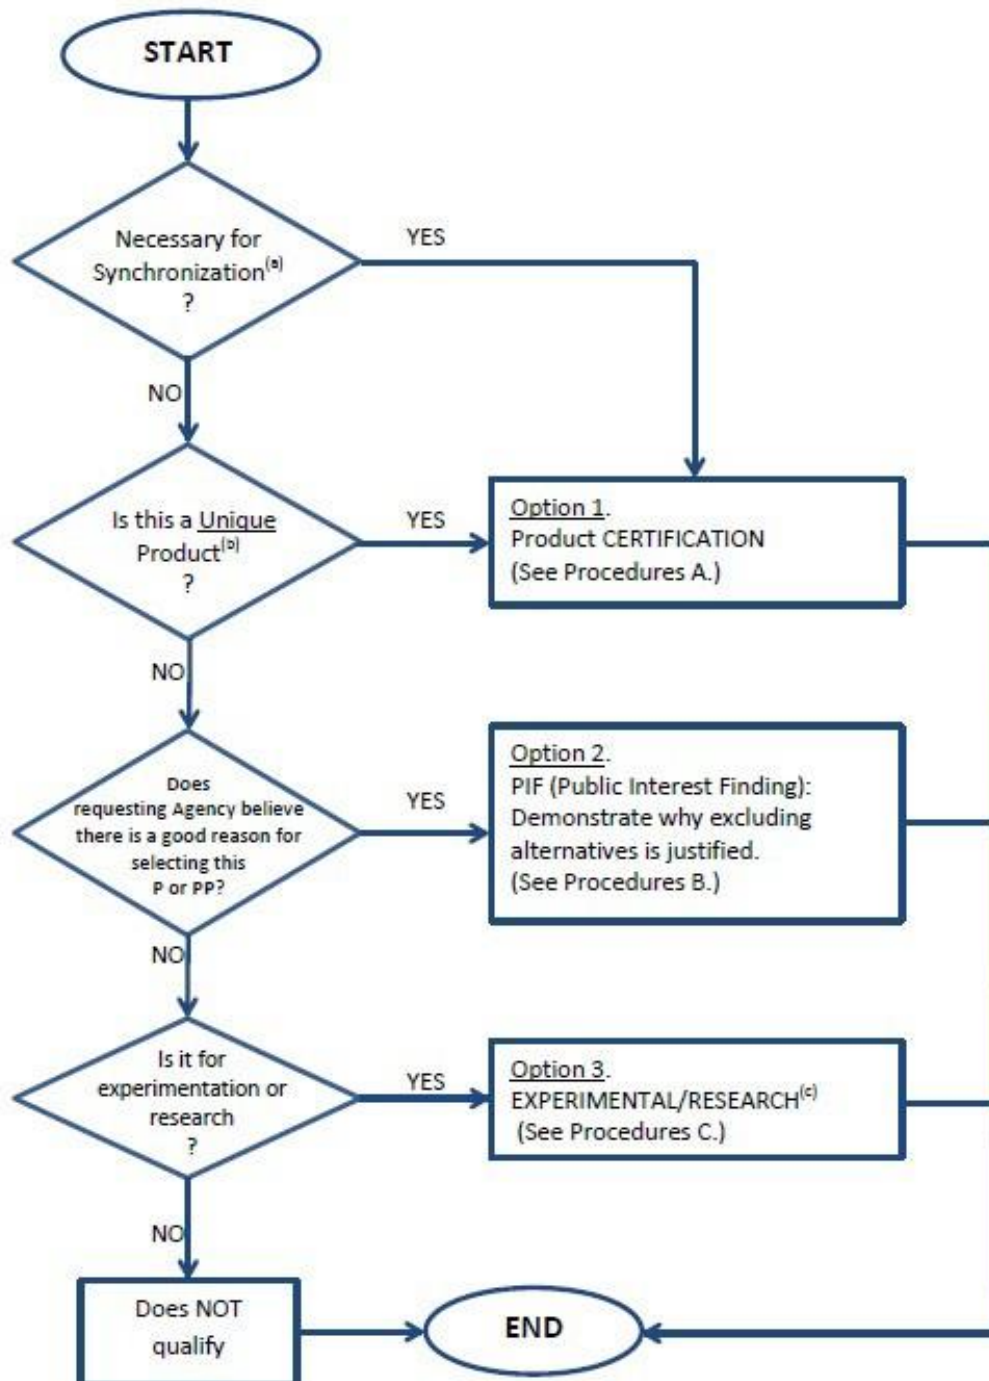 START
Necessary for
Synchronization(a)
?
YES
NO
Is this a Unique
Product(b)
?
YES
Option 1.
Product CERTIFICATION
(See Procedures A.)
NO
Does
requesting Agency believe
there is a good reason for
selecting this
P or PP?
YES
Option 2.
PIF (Public Interest Finding):
Demonstrate why excluding
alternatives is justified.
(See Procedures B.)
NO
Is it for
experimentation or
research
?
YES
Option 3.
EXPERIMENTAL/RESEARCH(c)
(See Procedures C.)
NO
Does NOT
qualify
END